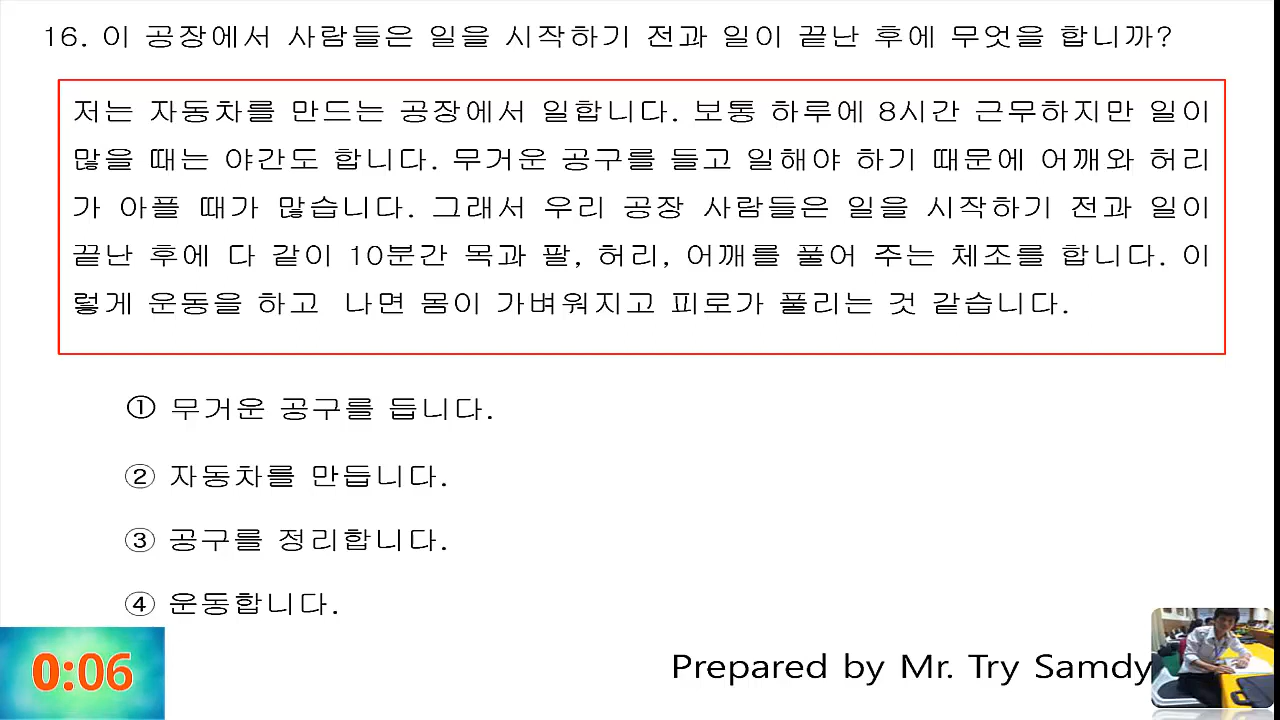 16. 이 공장에서 사람들은 일을 시작하기 전과 일이 끝난 후에 무엇을 합니까?
저는 자동차를 만드는 공장에서 일합니다. 보통 하루에 8시간 근무하지만 일이
많을 때는 야간도 합니다. 무거운 공구를 들고 일해야 하기 때문에 어깨와 허리
가 아플 때가 많습니다. 그래서 우리 공장 사람들은 일을 시작하기 전과 일이
끝난 후에 다 같이 10분간 목과 팔, 허리, 어깨를 풀어 주는 체조를 합니다. 이
렇게 운동을 하고 나면 몸이 가벼워지고 피로가 풀리는 것 같습니다.
① 무거운 공구를 듭니다.
② 자동차를 만듭니다.
③ 공구를 정리합니다.
④ 운동합니다.
0:06
Prepared by Mr. Try Samdy